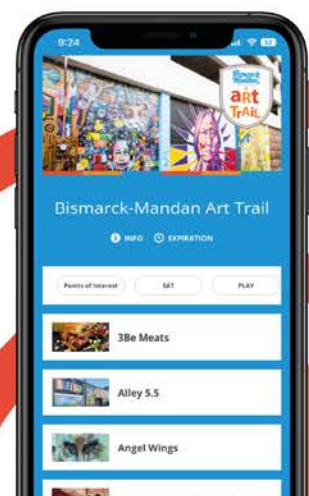 9:24
art
TRAIL
Bismarck-Mandan Art Trail
INFO EXPIRATION
Points of Interest EAT PLAY
3Be Meats
Alley 5.5
Angel Wings